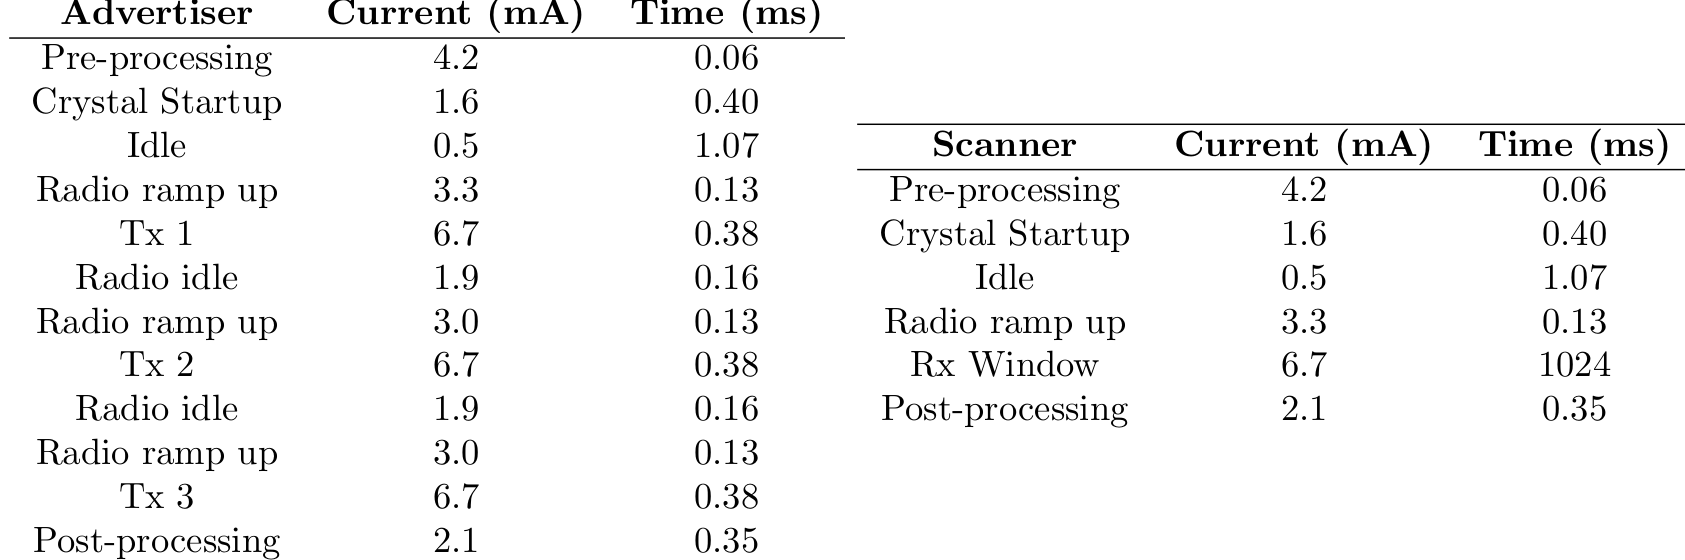 Advertiser Current (mA) Time (ms)
Pre-processing 4.2 0.06
Crystal Startup 1.6 0.40
Idle 0.5 1.07
Radio ramp up 3.3 0.13
Tx 1 6.7 0.38
Radio idle 1.9 0.16
Radio ramp up 3.0 0.13
Tx 2 6.7 0.38
Radio idle 1.9 0.16
Radio ramp up 3.0 0.13
Tx 3 6.7 0.38
Post-processing 2.1 0.35
Scanner Current (mA) Time (ms)
Pre-processing 4.2 0.06
Crystal Startup 1.6 0.40
Idle 0.5 1.07
Radio ramp up 3.3 0.13
Rx Window 6.7 1024
Post-processing 2.1 0.35